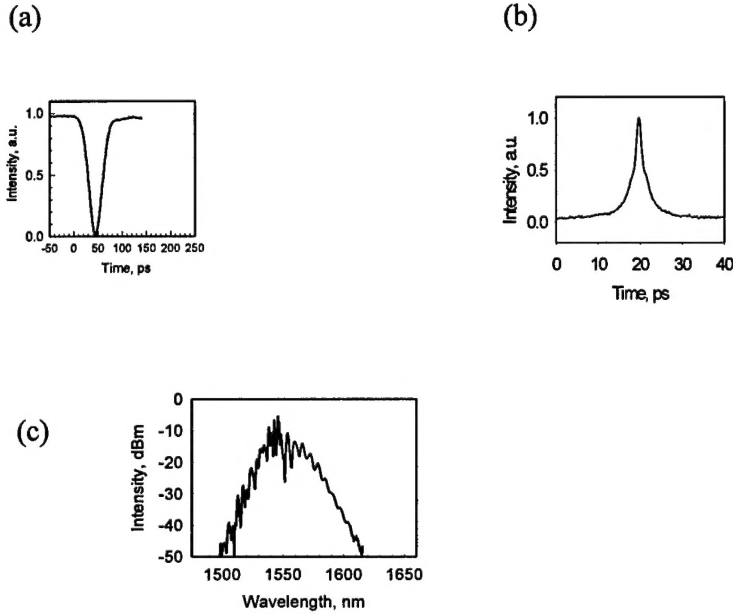 (a)
(b)
Intensity, a.u.
1.0
0.5
0.0
-50 0 50 100 150 200 250
Time, ps
Intensity, a.u.
1.0
0.5
0.0
0 10 20 30 40
Time, ps
(c)
Intensity, dBm
0
-10
-20
-30
-40
-50
1500 1550 1600 1650
Wavelength, nm